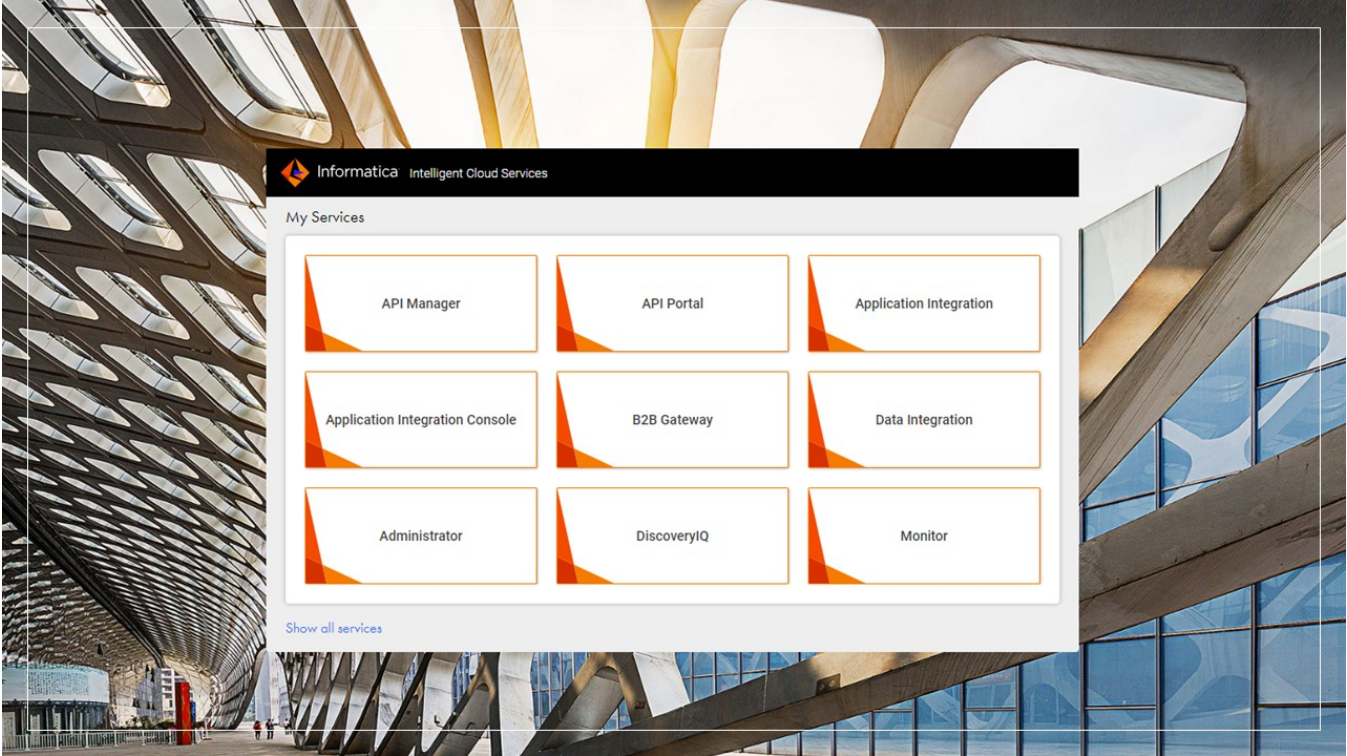 Informatica Intelligent Cloud Services
My Services
API Manager
API Portal
Application Integration
Application Integration Console
B2B Gateway
Data Integration
Administrator
DiscoveryIQ
Monitor
Show all services